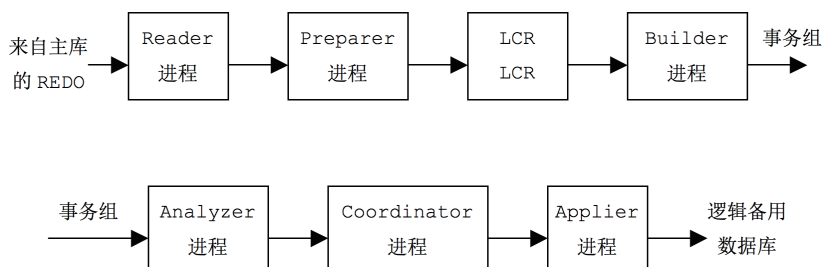 来自主库
的 REDO
Reader
进程
Preparer
进程
LCR
LCR
Builder
进程
事务组
事务组
Analyzer
进程
Coordinator
进程
Applier
进程
逻辑备用
数据库